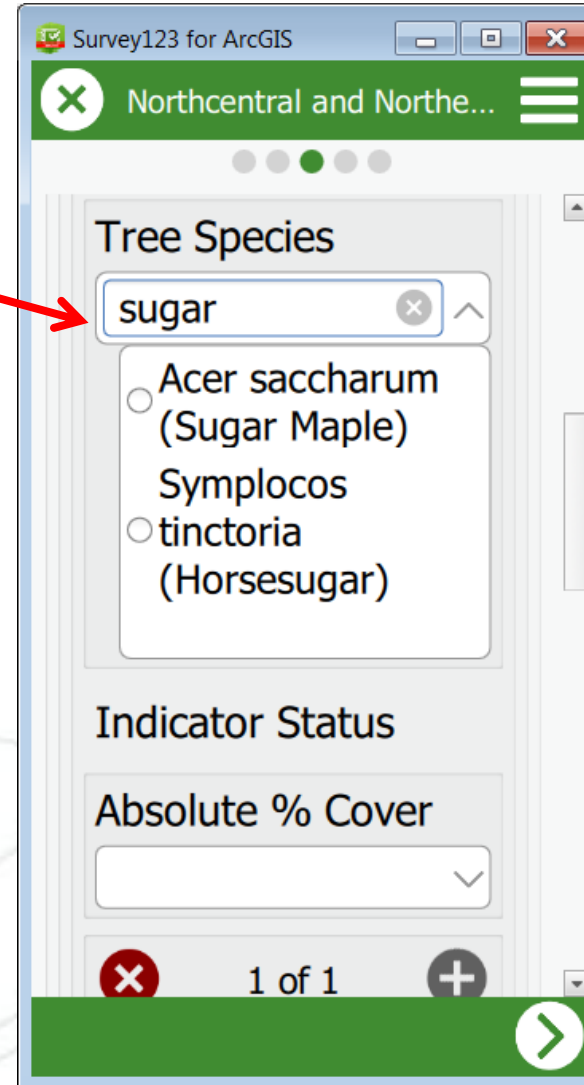 Survey123 for ArcGIS
Northcentral and Northe...
Tree Species
sugar
Acer saccharum
(Sugar Maple)
Symplocos
tinctoria
(Horsesugar)
Indicator Status
Absolute % Cover
1 of 1